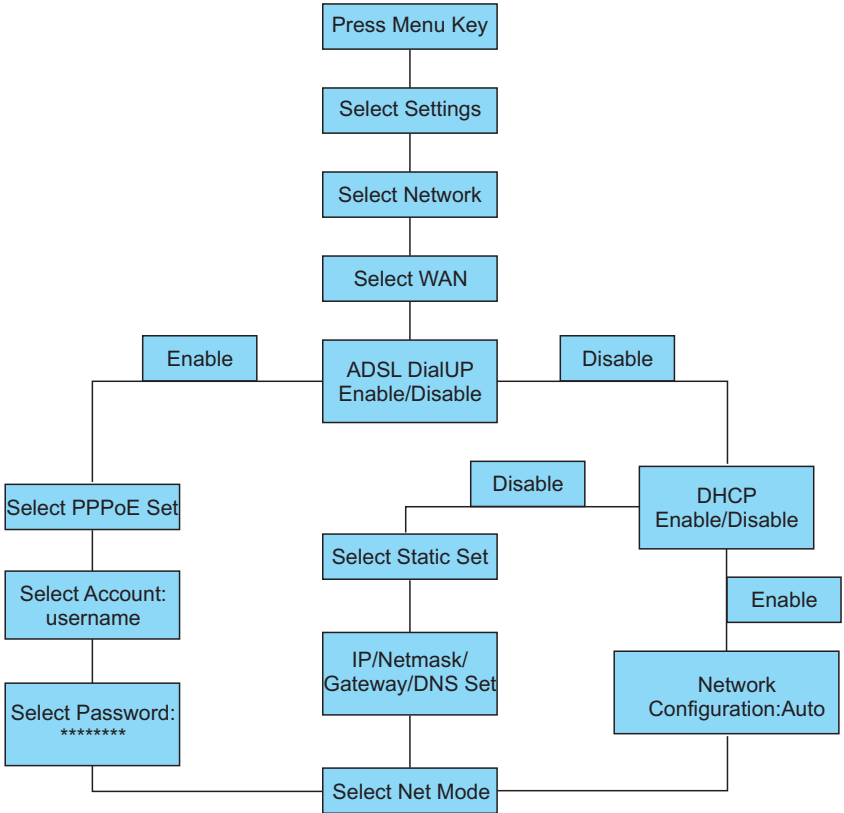 Press Menu Key
Select Settings
Select Network
Select WAN
Enable
ADSL DialUP
Enable/Disable
Disable
Select PPPoE Set
Select Account:
username
Select Password:
********
Disable
DHCP
Enable/Disable
Select Static Set
IP/Netmask/
Gateway/DNS Set
Enable
Network
Configuration:Auto
Select Net Mode